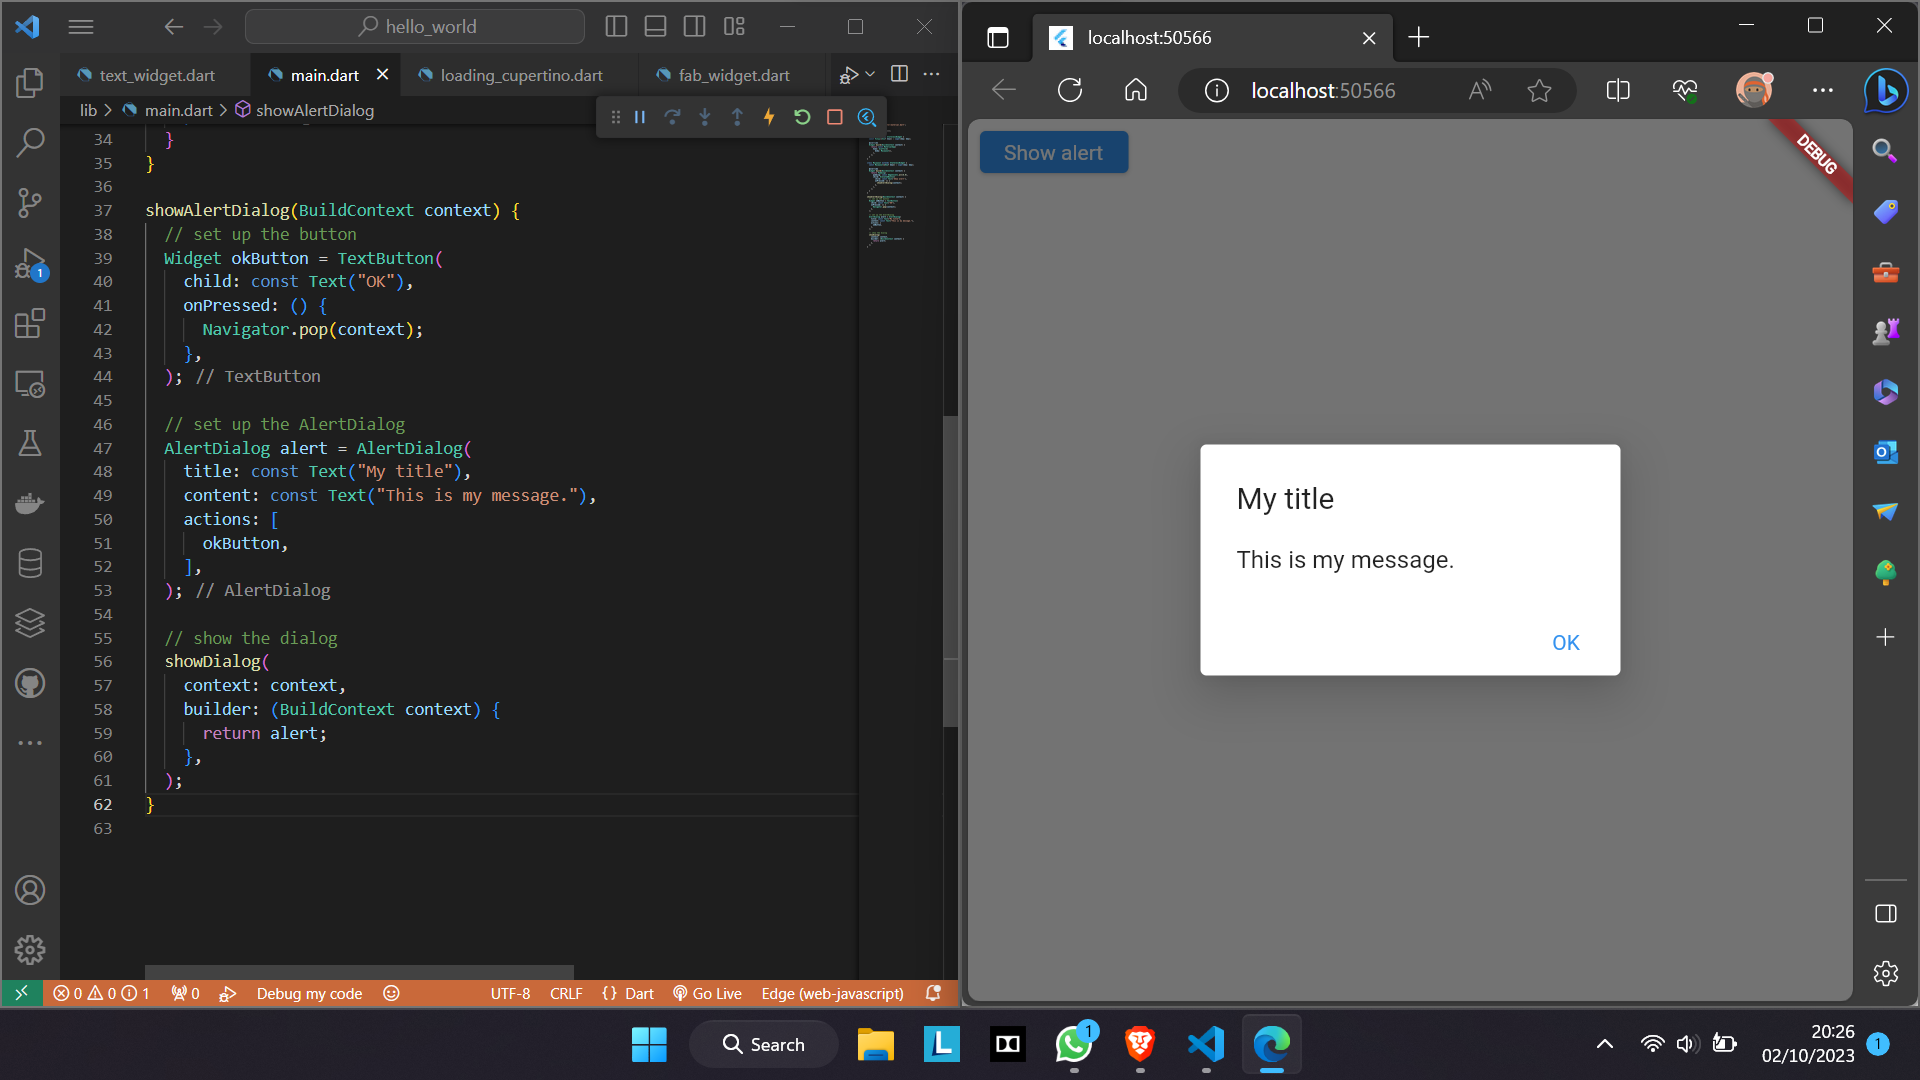 hello_world
text_widget.dart
main.dart
loading_cupertino.dart
fab_widget.dart
lib > main.dart > showAlertDialog
34 }
35 }
36
37 showAlertDialog(BuildContext context) {
38 // set up the button
39 Widget okButton = TextButton(
40 child: const Text("OK"),
41 onPressed: () {
42 Navigator.pop(context);
43 },
44 ); // TextButton
45
46 // set up the AlertDialog
47 AlertDialog alert = AlertDialog(
48 title: const Text("My title"),
49 content: const Text("This is my message."),
50 actions: [
51 okButton,
52 ],
53 ); // AlertDialog
54
55 // show the dialog
56 showDialog(
57 context: context,
58 builder: (BuildContext context) {
59 return alert;
60 },
61 );
62 }
63
1
0 0 1 0 Debug my code UTF-8 CRLF {} Dart Go Live Edge (web-javascript)
localhost:50566
localhost:50566
Show alert
DEBUG
My title
This is my message.
OK
Search
1
20:26
02/10/2023
1